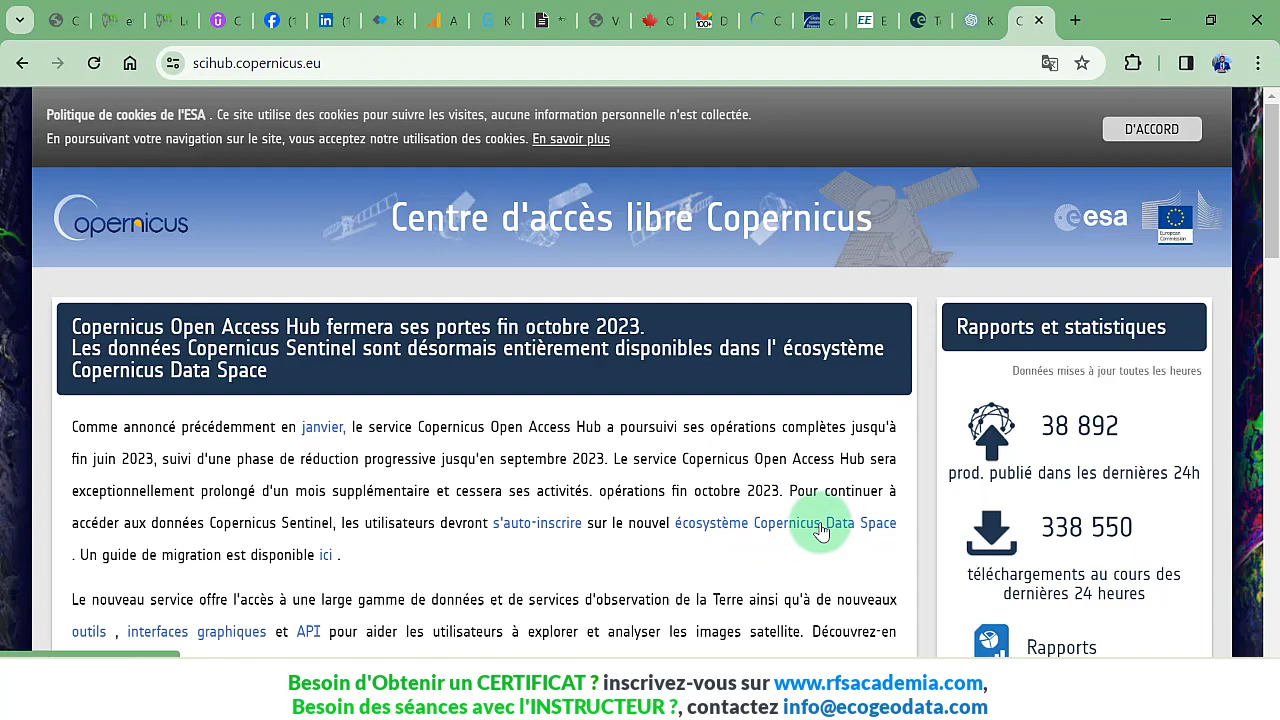 scihub.copernicus.eu
Politique de cookies de l'ESA . Ce site utilise des cookies pour suivre les visites, aucune information personnelle n'est collectée.
En poursuivant votre navigation sur le site, vous acceptez notre utilisation des cookies. En savoir plus
D'ACCORD
opernicus
Centre d'accès libre Copernicus
esa
European
Commission
Copernicus Open Access Hub fermera ses portes fin octobre 2023.
Les données Copernicus Sentinel sont désormais entièrement disponibles dans l' écosystème
Copernicus Data Space
Comme annoncé précédemment en janvier, le service Copernicus Open Access Hub a poursuivi ses opérations complètes jusqu'à
fin juin 2023, suivi d'une phase de réduction progressive jusqu'en septembre 2023. Le service Copernicus Open Access Hub sera
exceptionnellement prolongé d'un mois supplémentaire et cessera ses activités. opérations fin octobre 2023. Pour continuer à
accéder aux données Copernicus Sentinel, les utilisateurs devront s'auto-inscrire sur le nouvel écosystème Copernicus Data Space
. Un guide de migration est disponible ici .
Le nouveau service offre l'accès à une large gamme de données et de services d'observation de la Terre ainsi qu'à de nouveaux
outils , interfaces graphiques et API pour aider les utilisateurs à explorer et analyser les images satellite. Découvrez-en
Rapports et statistiques
Données mises à jour toutes les heures
38 892
prod. publié dans les dernières 24h
338 550
téléchargements au cours des
dernières 24 heures
Rapports
Besoin d'Obtenir un CERTIFICAT ? inscrivez-vous sur www.rfsacademia.com,
Besoin des séances avec l'INSTRUCTEUR ?, contactez info@ecogeodata.com